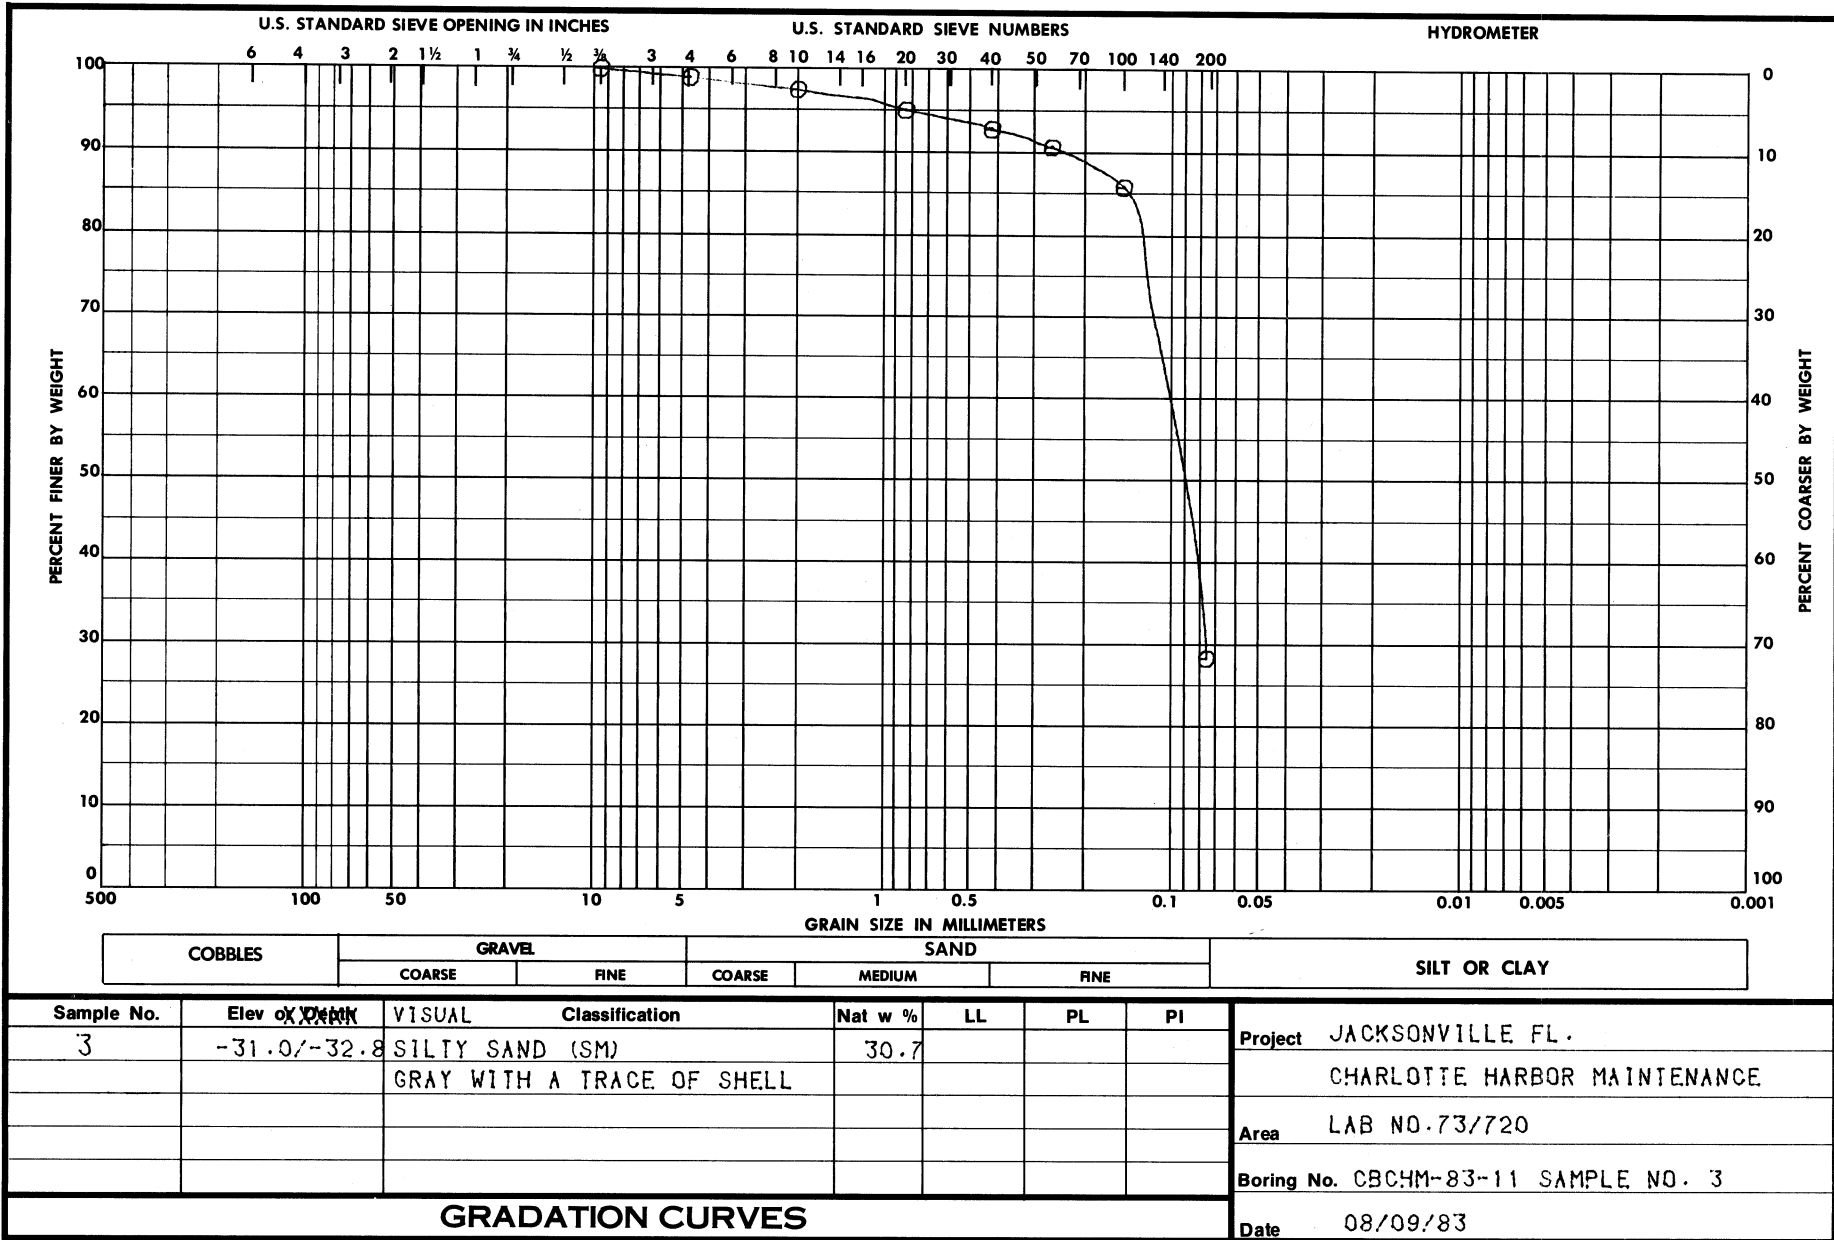 U.S. STANDARD SIEVE OPENING IN INCHES U.S. STANDARD SIEVE NUMBERS HYDROMETER
6 4 3 2 1½ 1 ¾ ½ ⅜ 3 4 6 8 10 14 16 20 30 40 50 70 100 140 200
100 0
90 10
80 20
70 30
60 40
50 50
40 60
30 70
20 80
10 90
0 100
PERCENT FINER BY WEIGHT
PERCENT COARSER BY WEIGHT
500 100 50 10 5 1 0.5 0.1 0.05 0.01 0.005 0.001
GRAIN SIZE IN MILLIMETERS
COBBLES GRAVEL SAND SILT OR CLAY
COARSE FINE COARSE MEDIUM FINE
Sample No. Elev or Depth VISUAL Classification Nat w % LL PL PI
3 -31.0/-32.8 SILTY SAND (SM) 30.7
GRAY WITH A TRACE OF SHELL
GRADATION CURVES
Project JACKSONVILLE FL.
CHARLOTTE HARBOR MAINTENANCE
Area LAB NO.73/720
Boring No. CBCHM-83-11 SAMPLE NO. 3
Date 08/09/83